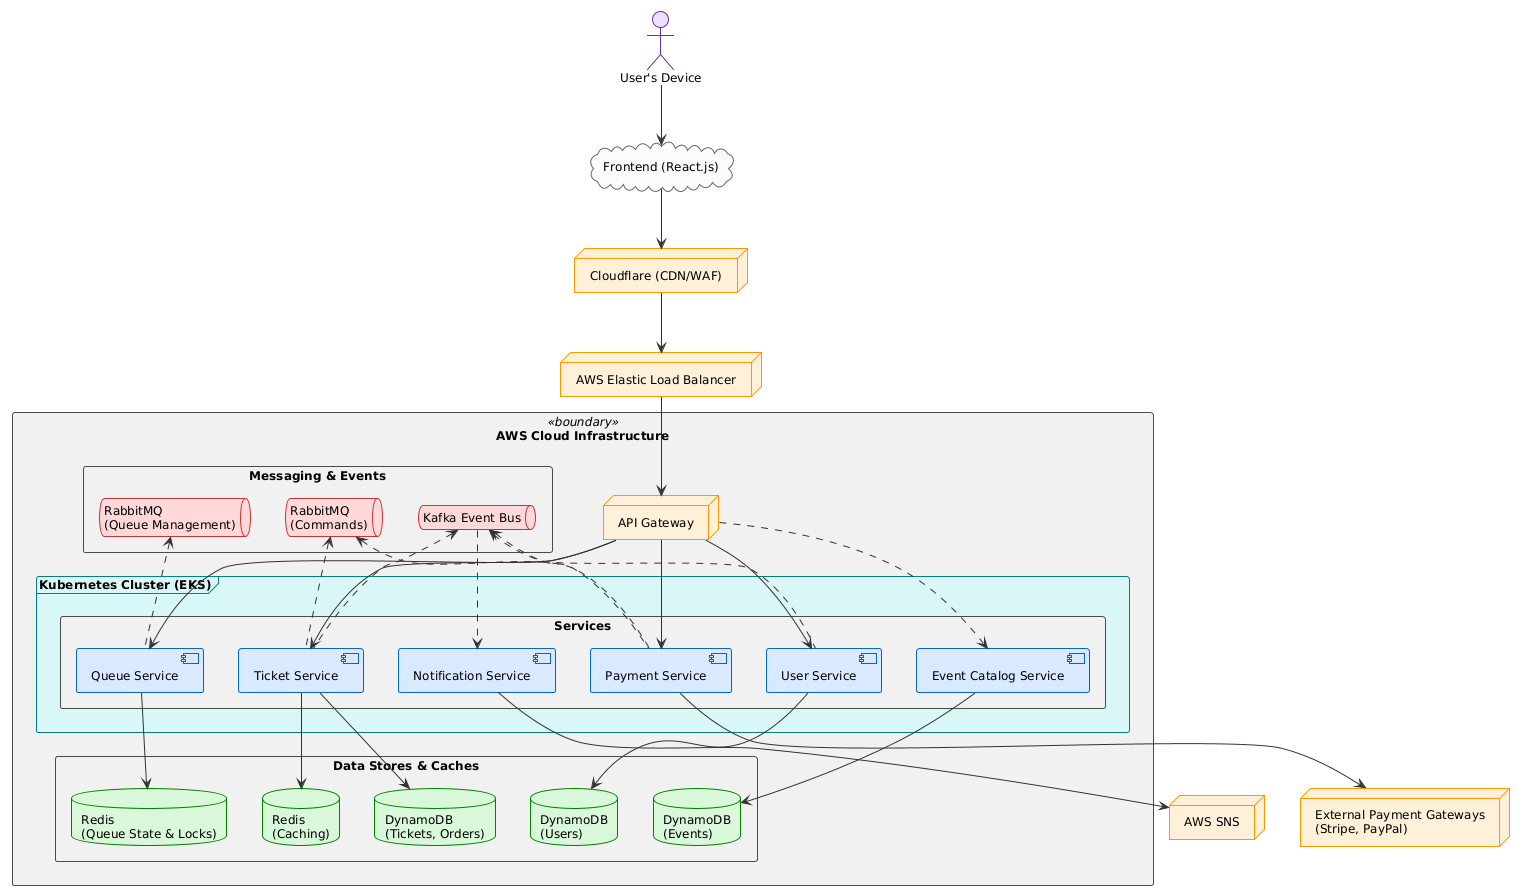 User's Device
Frontend (React.js)
Cloudflare (CDN/WAF)
AWS Elastic Load Balancer
«boundary»
AWS Cloud Infrastructure
Messaging & Events
RabbitMQ
(Queue Management)
RabbitMQ
(Commands)
Kafka Event Bus
API Gateway
Kubernetes Cluster (EKS)
Services
Queue Service
Ticket Service
Notification Service
Payment Service
User Service
Event Catalog Service
Data Stores & Caches
Redis
(Queue State & Locks)
Redis
(Caching)
DynamoDB
(Tickets, Orders)
DynamoDB
(Users)
DynamoDB
(Events)
AWS SNS
External Payment Gateways
(Stripe, PayPal)